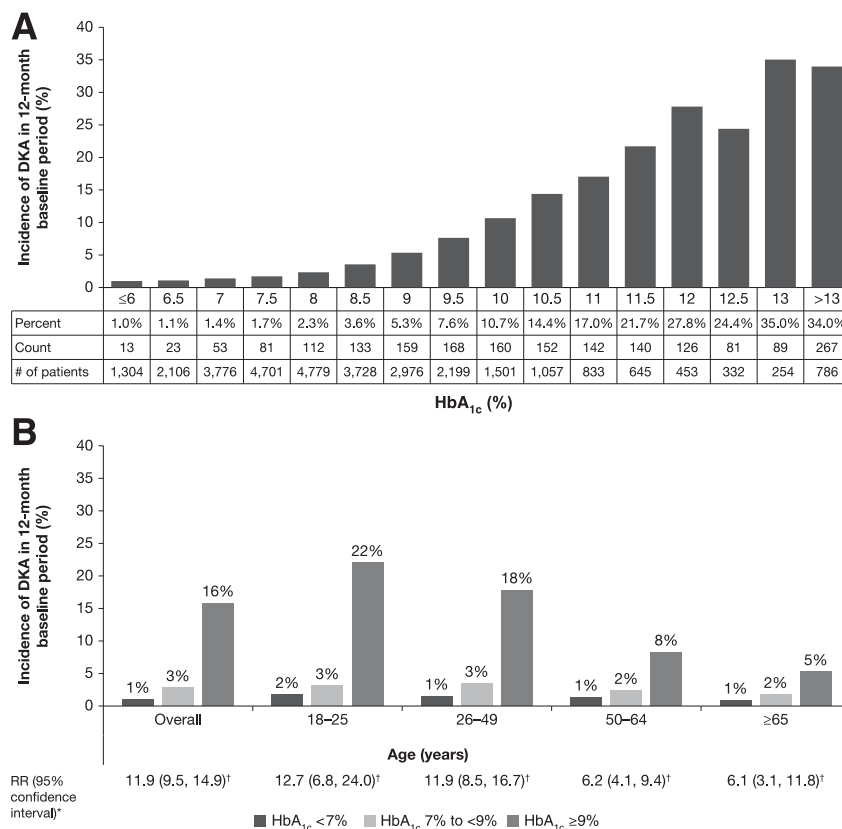 A
Incidence of DKA in 12-month
baseline period (%)
40
35
30
25
20
15
10
5
0
≤6 6.5 7 7.5 8 8.5 9 9.5 10 10.5 11 11.5 12 12.5 13 >13
Percent 1.0% 1.1% 1.4% 1.7% 2.3% 3.6% 5.3% 7.6% 10.7% 14.4% 17.0% 21.7% 27.8% 24.4% 35.0% 34.0%
Count 13 23 53 81 112 133 159 168 160 152 142 140 126 81 89 267
# of patients 1,304 2,106 3,776 4,701 4,779 3,728 2,976 2,199 1,501 1,057 833 645 453 332 254 786
HbA1c (%)
B
Incidence of DKA in 12-month
baseline period (%)
40
35
30
25
20
15
10
5
0
1% 3% 16% 2% 3% 22% 1% 3% 18% 1% 2% 8% 1% 2% 5%
Overall 18–25 26–49 50–64 ≥65
Age (years)
RR (95% 11.9 (9.5, 14.9)† 12.7 (6.8, 24.0)† 11.9 (8.5, 16.7)† 6.2 (4.1, 9.4)† 6.1 (3.1, 11.8)†
confidence
interval)*
HbA1c <7% HbA1c 7% to <9% HbA1c ≥9%